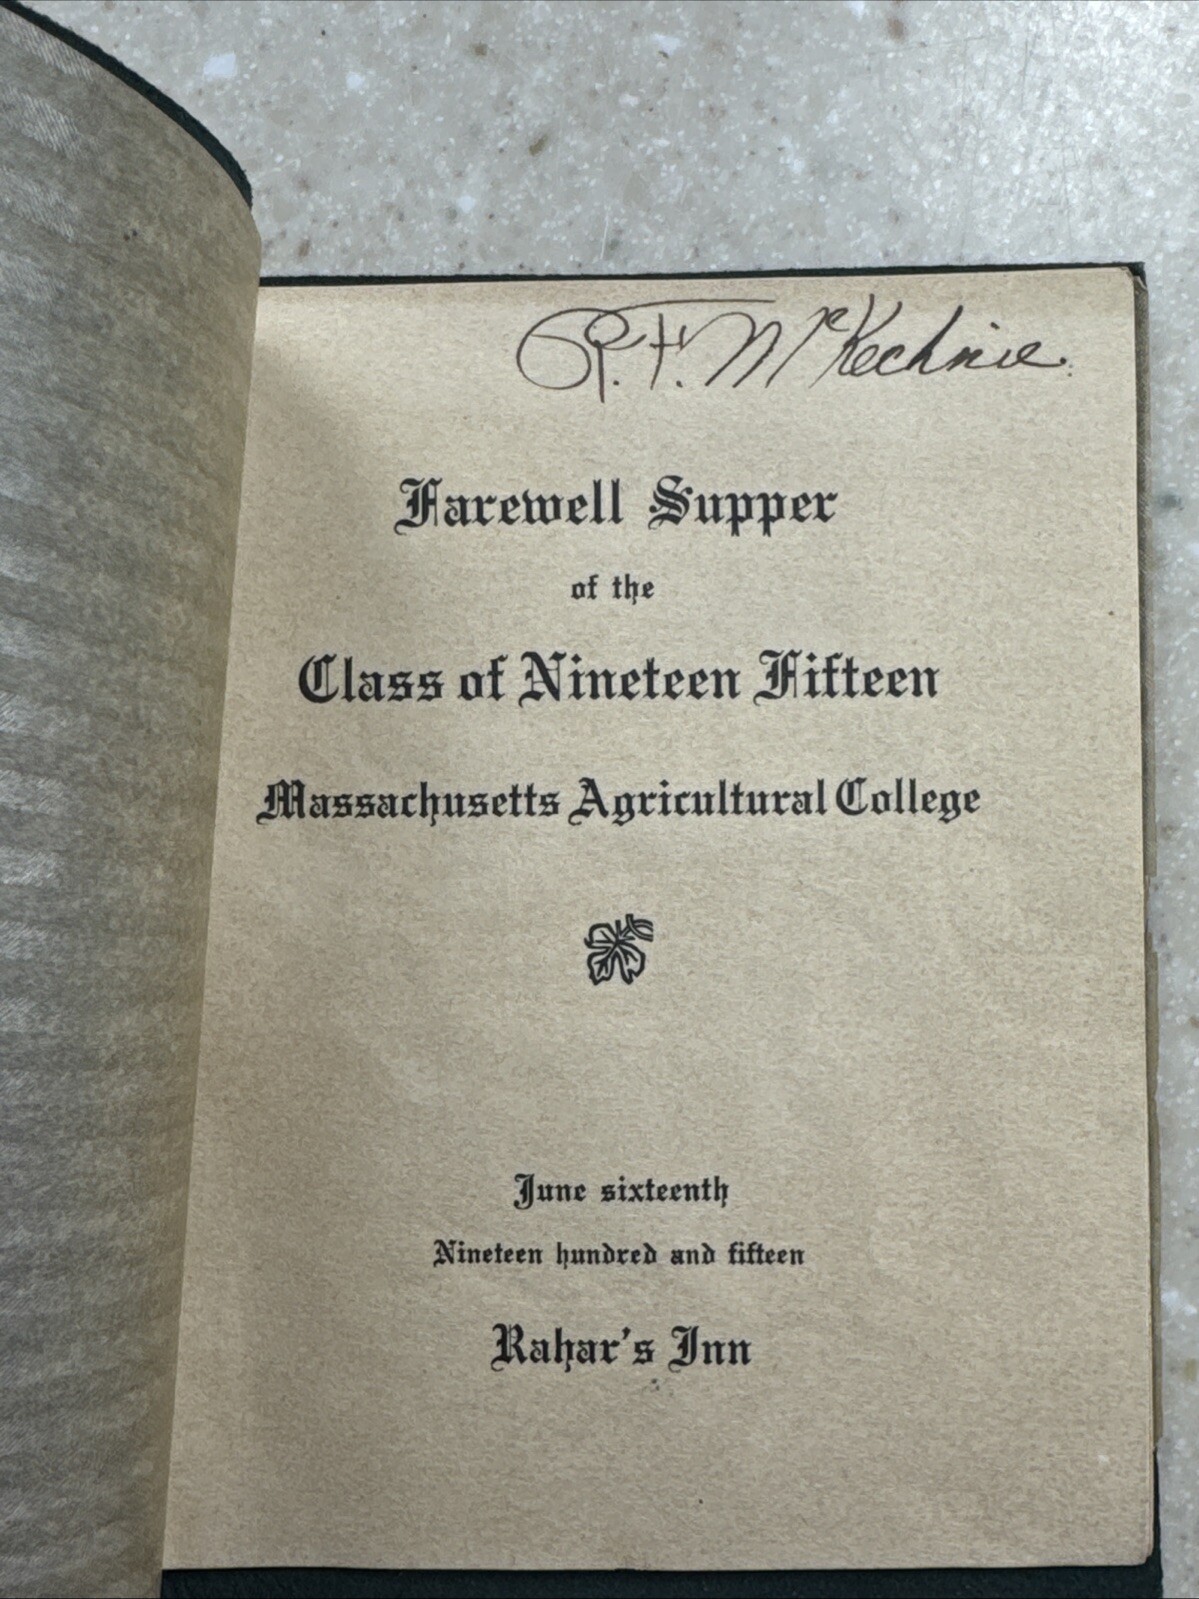 R. F. McKechnie
Farewell Supper
of the
Class of Nineteen Fifteen
Massachusetts Agricultural College
June sixteenth
Nineteen hundred and fifteen
Rahar's Inn